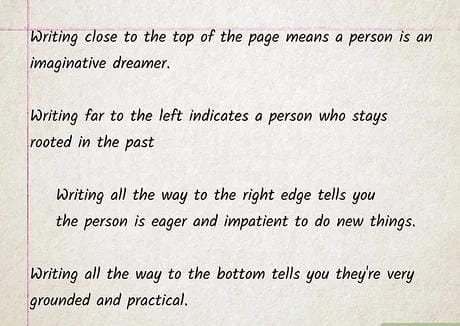 Writing close to the top of the page means a person is an
imaginative dreamer.
Writing far to the left indicates a person who stays
rooted in the past
Writing all the way to the right edge tells you
the person is eager and impatient to do new things.
Writing all the way to the bottom tells you they're very
grounded and practical.